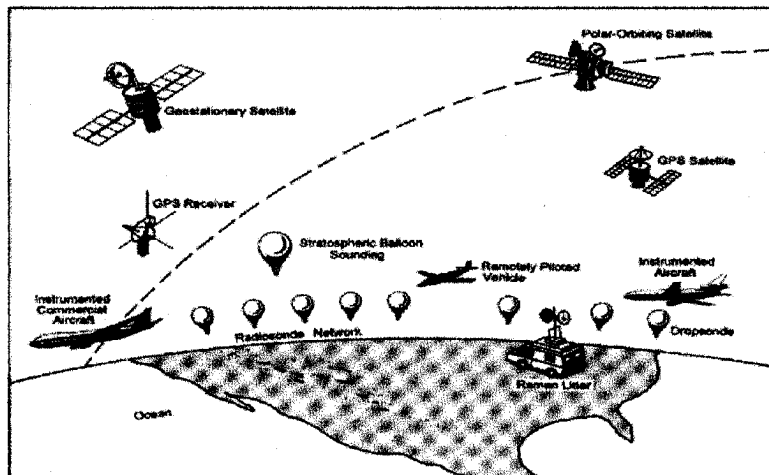 Polar-Orbiting Satellite
Geostationary Satellite
GPS Satellite
GPS Receiver
Stratospheric Balloon
Sounding
Remotely Piloted
Vehicle
Instrumented
Aircraft
Instrumented
Commercial
Aircraft
Radiosonde Network
Dropsonde
Raman Lidar
Ocean